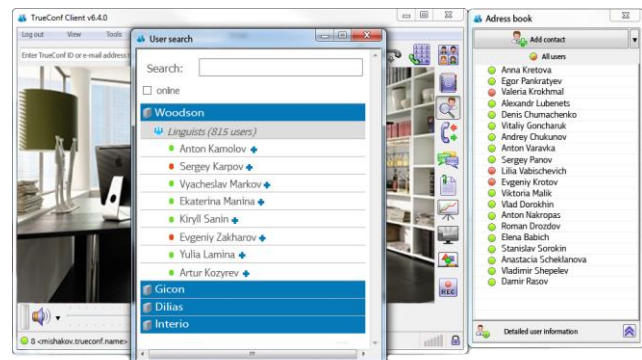 TrueConf Client v6.4.0
Log out View Tools
Enter TrueConf ID or e-mail address t
8 <mishakov.trueconf.name>
User search
Search:
online
Woodson
Linguists (815 users)
Anton Kamolov
Sergey Karpov
Vyacheslav Markov
Ekaterina Manina
Kiryll Sanin
Evgeniy Zakharov
Yulia Lamina
Artur Kozyrev
Gicon
Dilias
Interio
REC
Adress book
Add contact
All users
Anna Kretova
Egor Pankratyev
Valeria Krokhmal
Alexandr Lubenets
Denis Chumachenko
Vitaliy Goncharuk
Andrey Chukunov
Anton Varavka
Sergey Panov
Lilia Vabischevich
Evgeniy Krotov
Viktoria Malik
Vlad Dorokhin
Anton Nakropas
Roman Drozdov
Elena Babich
Stanislav Sorokin
Anastacia Scheklanova
Vladimir Shepelev
Damir Rasov
Detailed user information